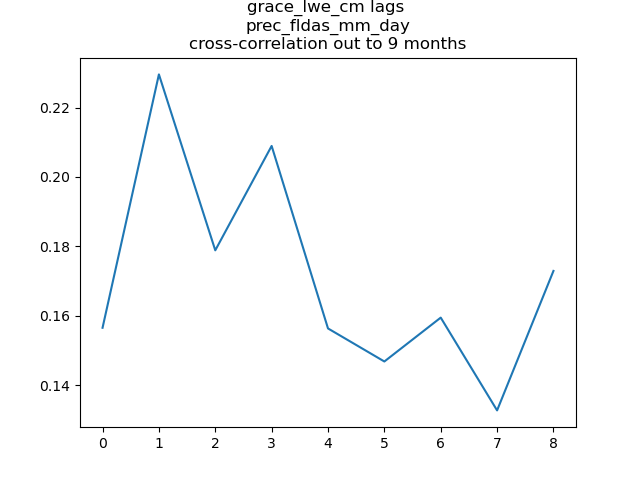 grace_lwe_cm lags
prec_fldas_mm_day
cross-correlation out to 9 months
0.22
0.20
0.18
0.16
0.14
0 1 2 3 4 5 6 7 8